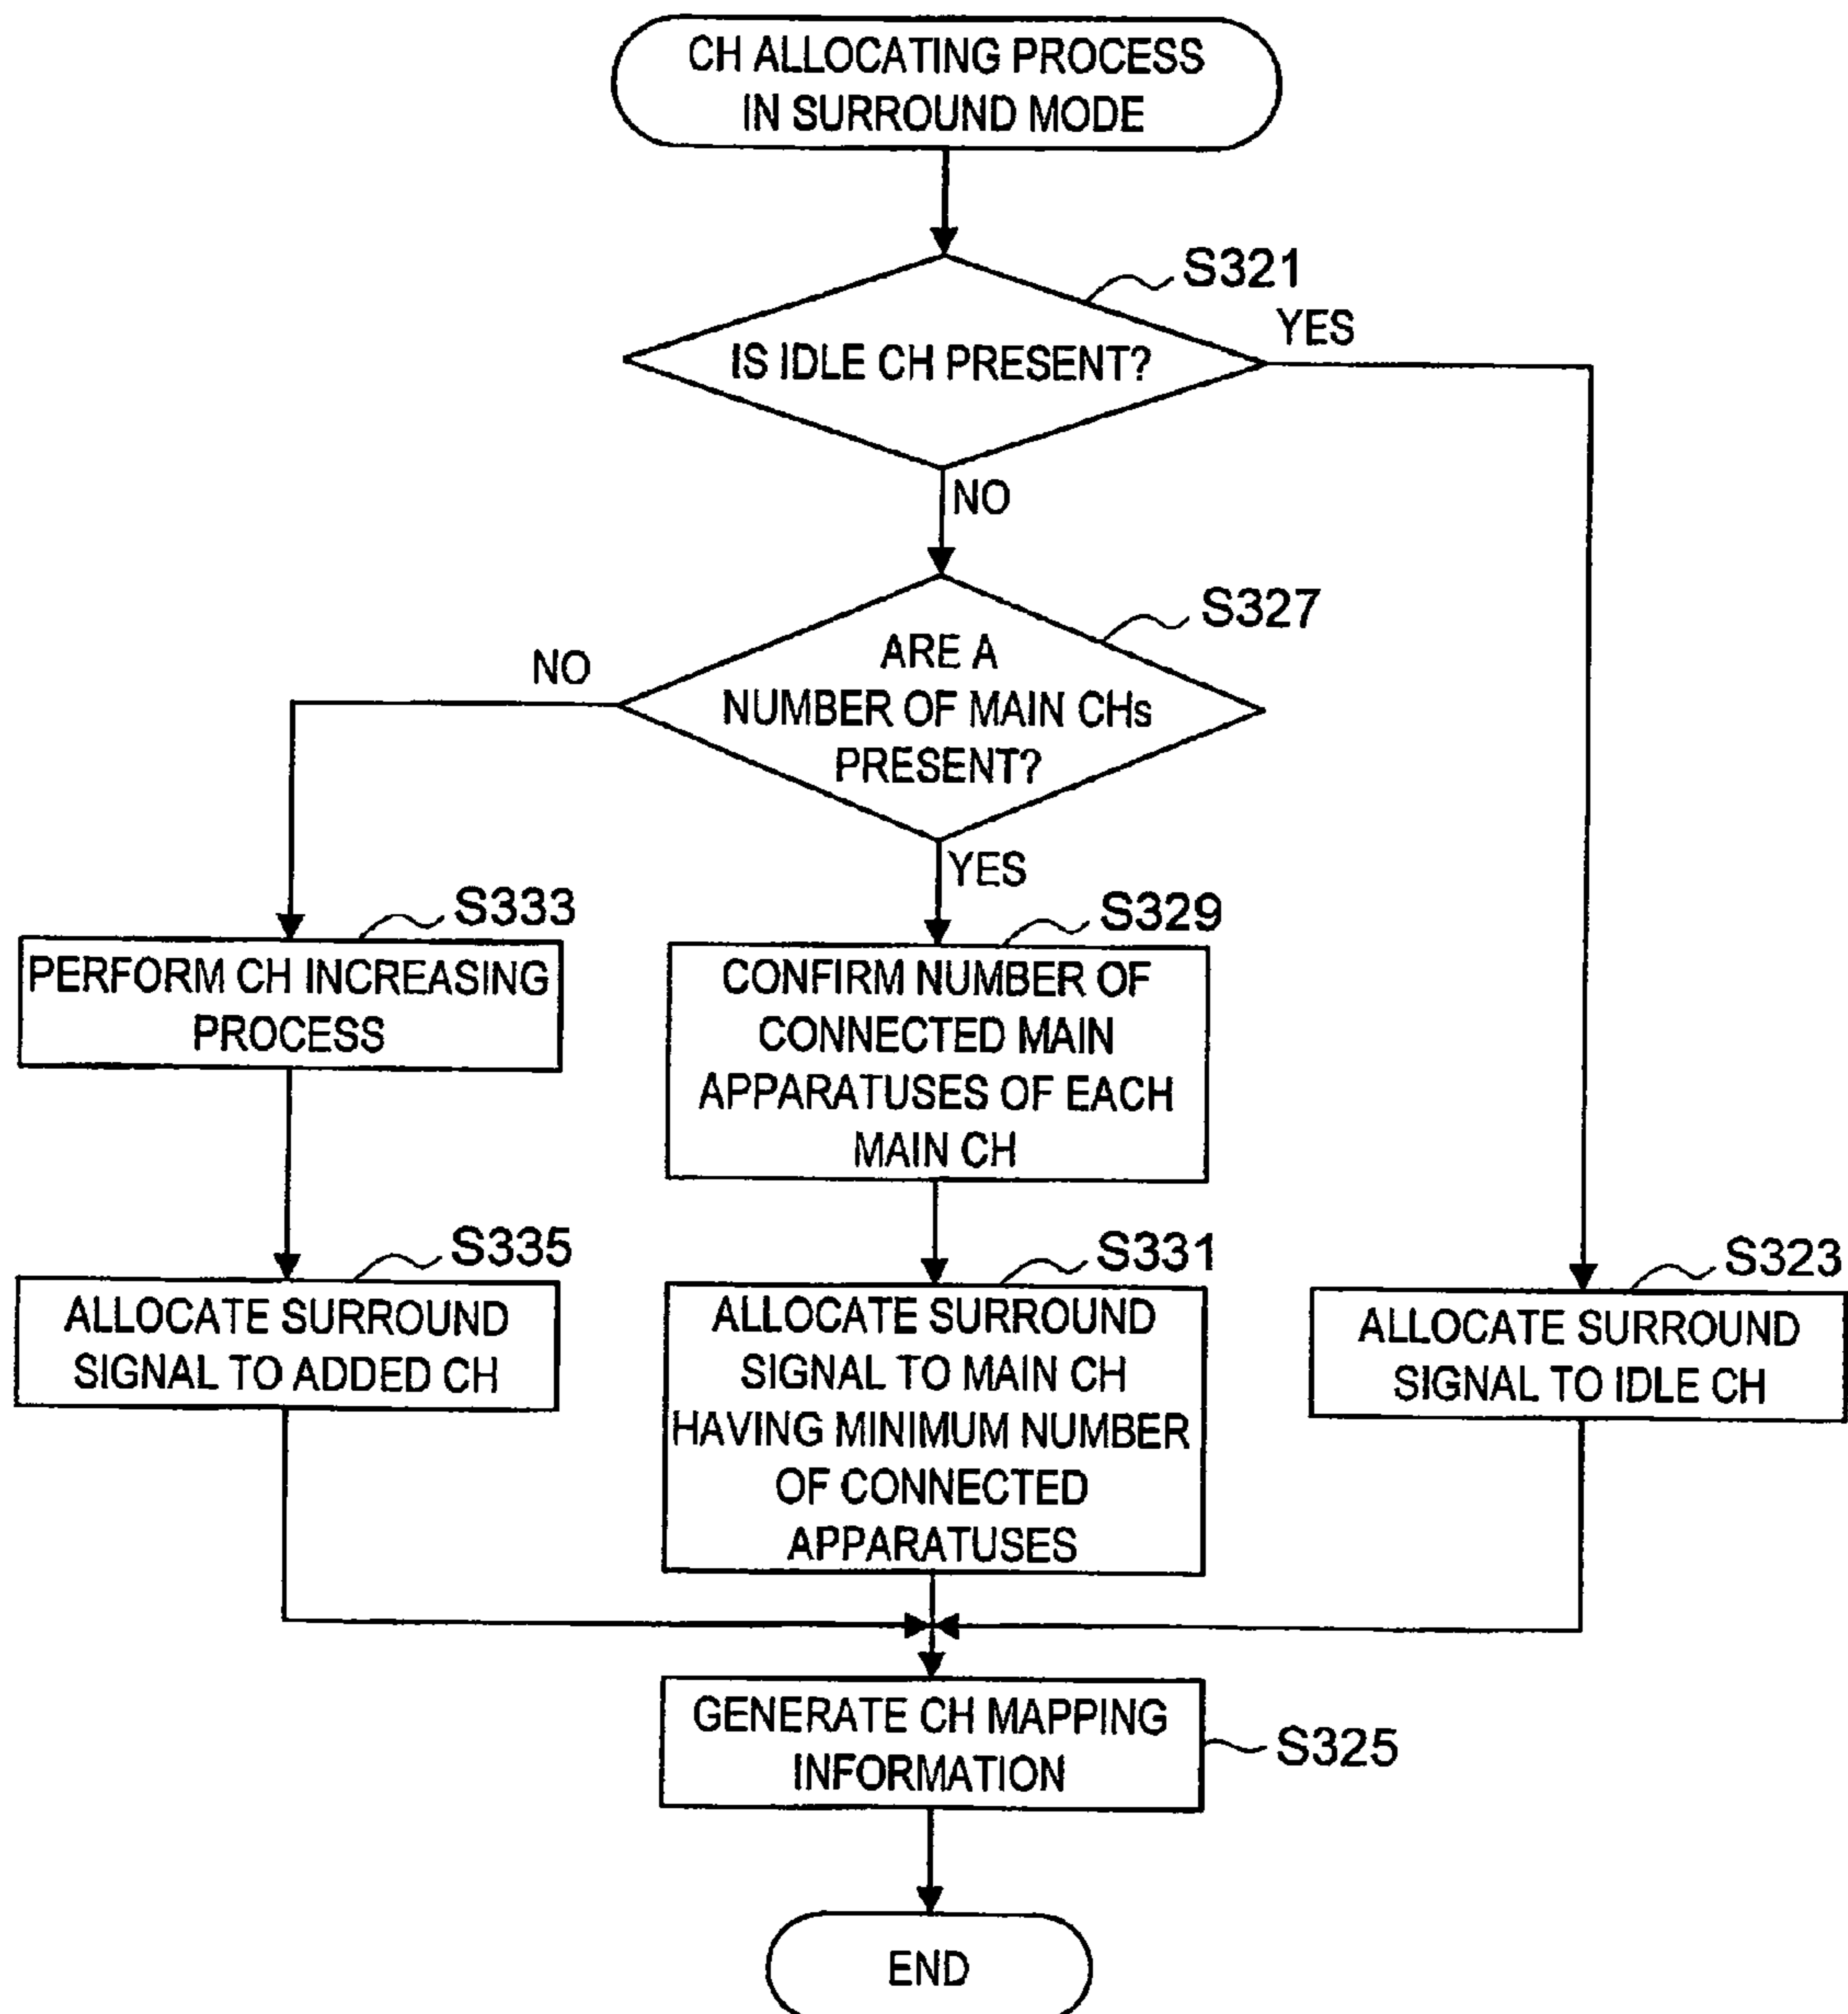 CH ALLOCATING PROCESS
IN SURROUND MODE
S321
YES
IS IDLE CH PRESENT?
NO
S327
NO
ARE A
NUMBER OF MAIN CHs
PRESENT?
YES
S333
PERFORM CH INCREASING
PROCESS
S329
CONFIRM NUMBER OF
CONNECTED MAIN
APPARATUSES OF EACH
MAIN CH
S335
ALLOCATE SURROUND
SIGNAL TO ADDED CH
S331
ALLOCATE SURROUND
SIGNAL TO MAIN CH
HAVING MINIMUM NUMBER
OF CONNECTED
APPARATUSES
S323
ALLOCATE SURROUND
SIGNAL TO IDLE CH
GENERATE CH MAPPING
INFORMATION
S325
END